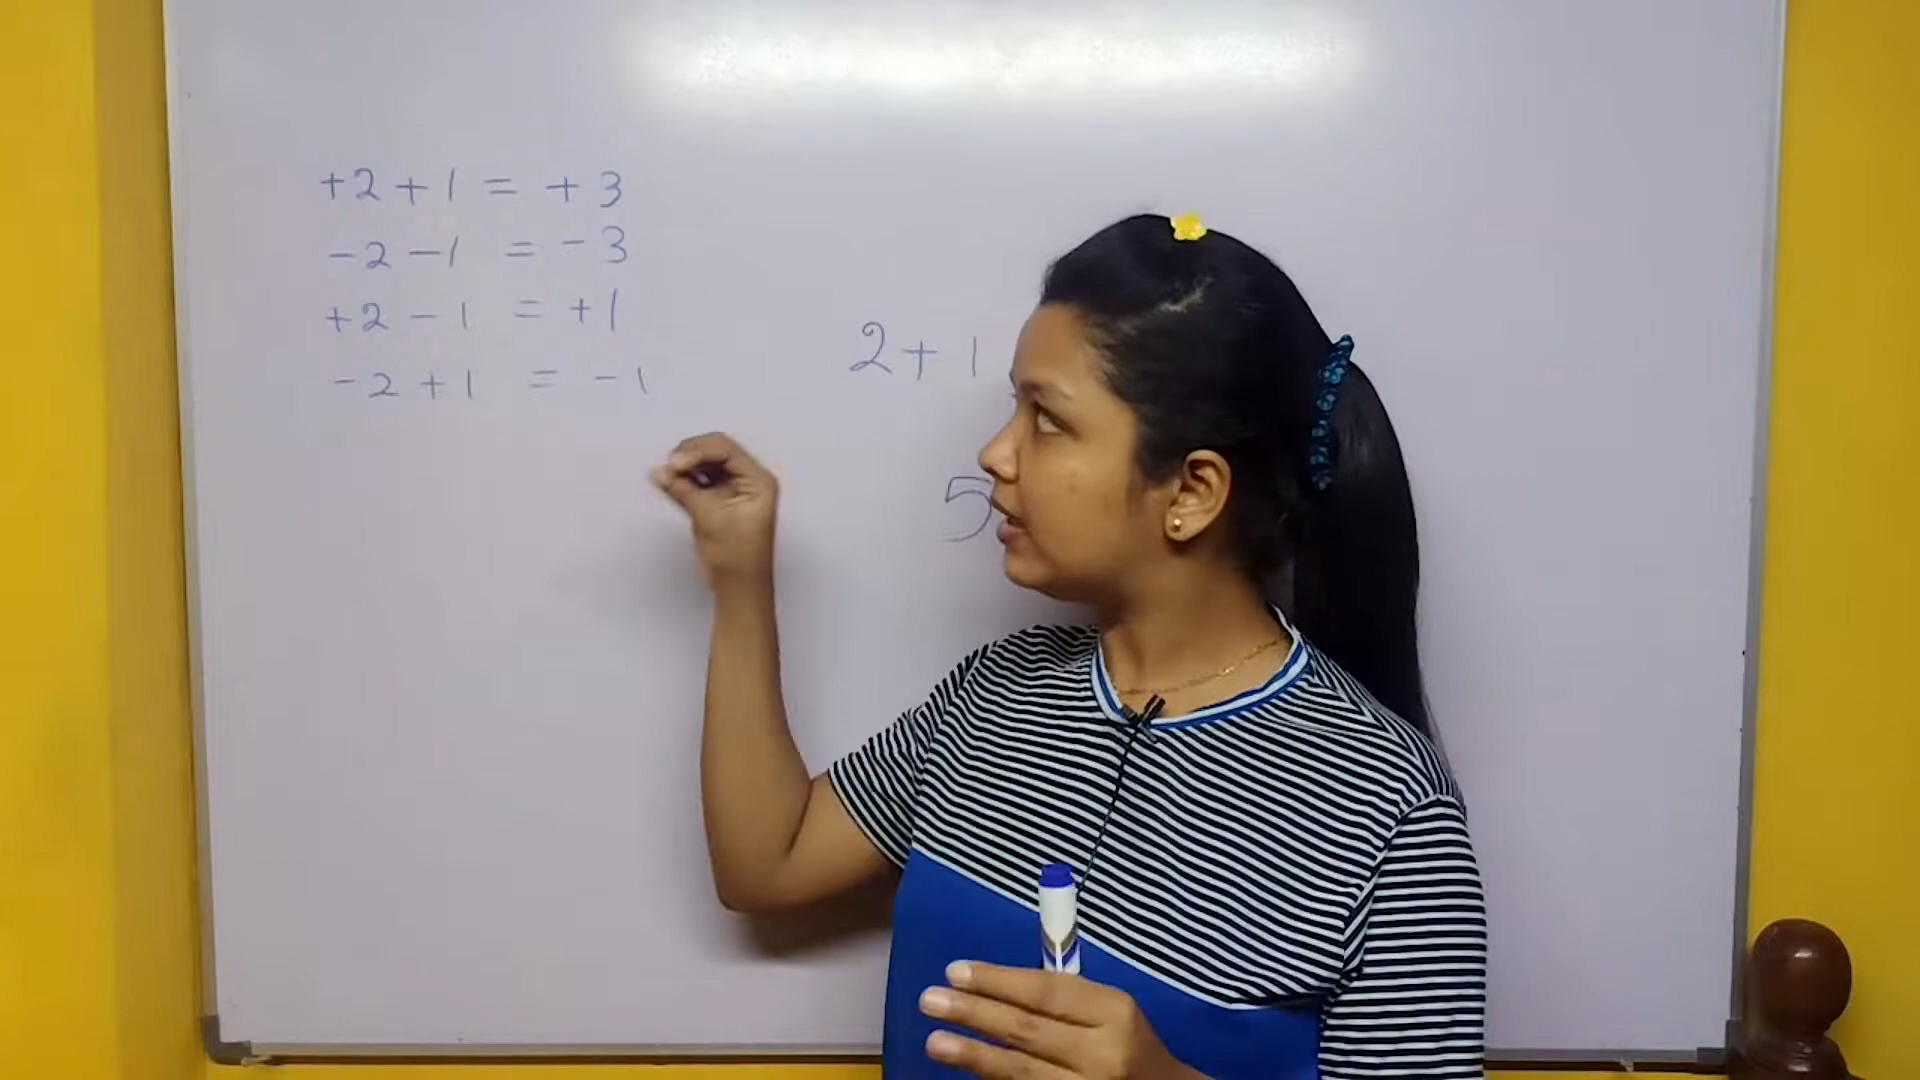 +2 + 1 = + 3
-2 - 1 = - 3
+2 - 1 = +1
-2 + 1 = -1
2 + 1
5